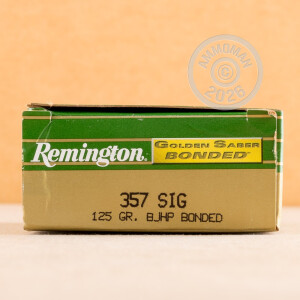 AMMOMAN
2026
Remington
GOLDEN SABER
BONDED
357 SIG
125 GR. BJHP BONDED